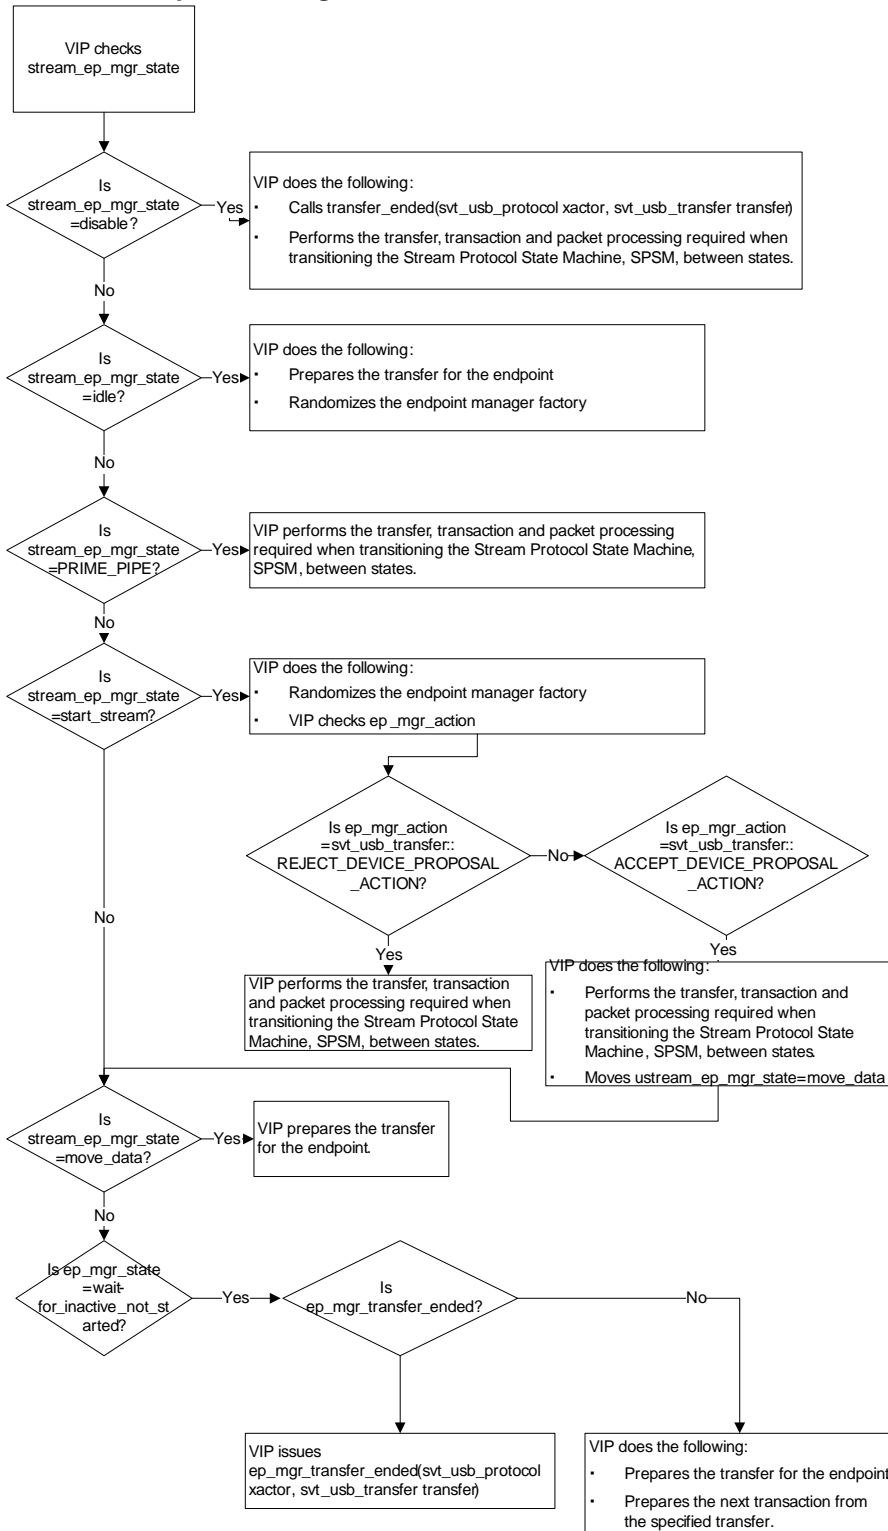 VIP checks
stream_ep_mgr_state
Is
stream_ep_mgr_state
=disable?
Yes
VIP does the following:
▪ Calls transfer_ended(svt_usb_protocol xactor, svt_usb_transfer transfer)
▪ Performs the transfer, transaction and packet processing required when
transitioning the Stream Protocol State Machine, SPSM, between states.
No
Is
stream_ep_mgr_state
=idle?
Yes
VIP does the following:
▪ Prepares the transfer for the endpoint
▪ Randomizes the endpoint manager factory
No
Is
stream_ep_mgr_state
=PRIME_PIPE?
Yes
VIP performs the transfer, transaction and packet processing
required when transitioning the Stream Protocol State Machine,
SPSM, between states.
No
Is
stream_ep_mgr_state
=start_stream?
Yes
VIP does the following:
▪ Randomizes the endpoint manager factory
▪ VIP checks ep_mgr_action
Is ep_mgr_action
=svt_usb_transfer::
REJECT_DEVICE_PROPOSAL
_ACTION?
No
Is ep_mgr_action
=svt_usb_transfer::
ACCEPT_DEVICE_PROPOSAL
_ACTION?
No
Yes
Yes
VIP performs the transfer, transaction
and packet processing required when
transitioning the Stream Protocol State
Machine, SPSM, between states.
VIP does the following:
▪ Performs the transfer, transaction and
packet processing required when
transitioning the Stream Protocol State
Machine, SPSM, between states.
▪ Moves ustream_ep_mgr_state=move_data
Is
stream_ep_mgr_state
=move_data?
Yes
VIP prepares the transfer
for the endpoint.
No
Is ep_mgr_state
=wait-
for_inactive_not_st
arted?
Yes
Is
ep_mgr_transfer_ended?
No
VIP issues
ep_mgr_transfer_ended(svt_usb_protocol
xactor, svt_usb_transfer transfer)
VIP does the following:
▪ Prepares the transfer for the endpoint
▪ Prepares the next transaction from
the specified transfer.